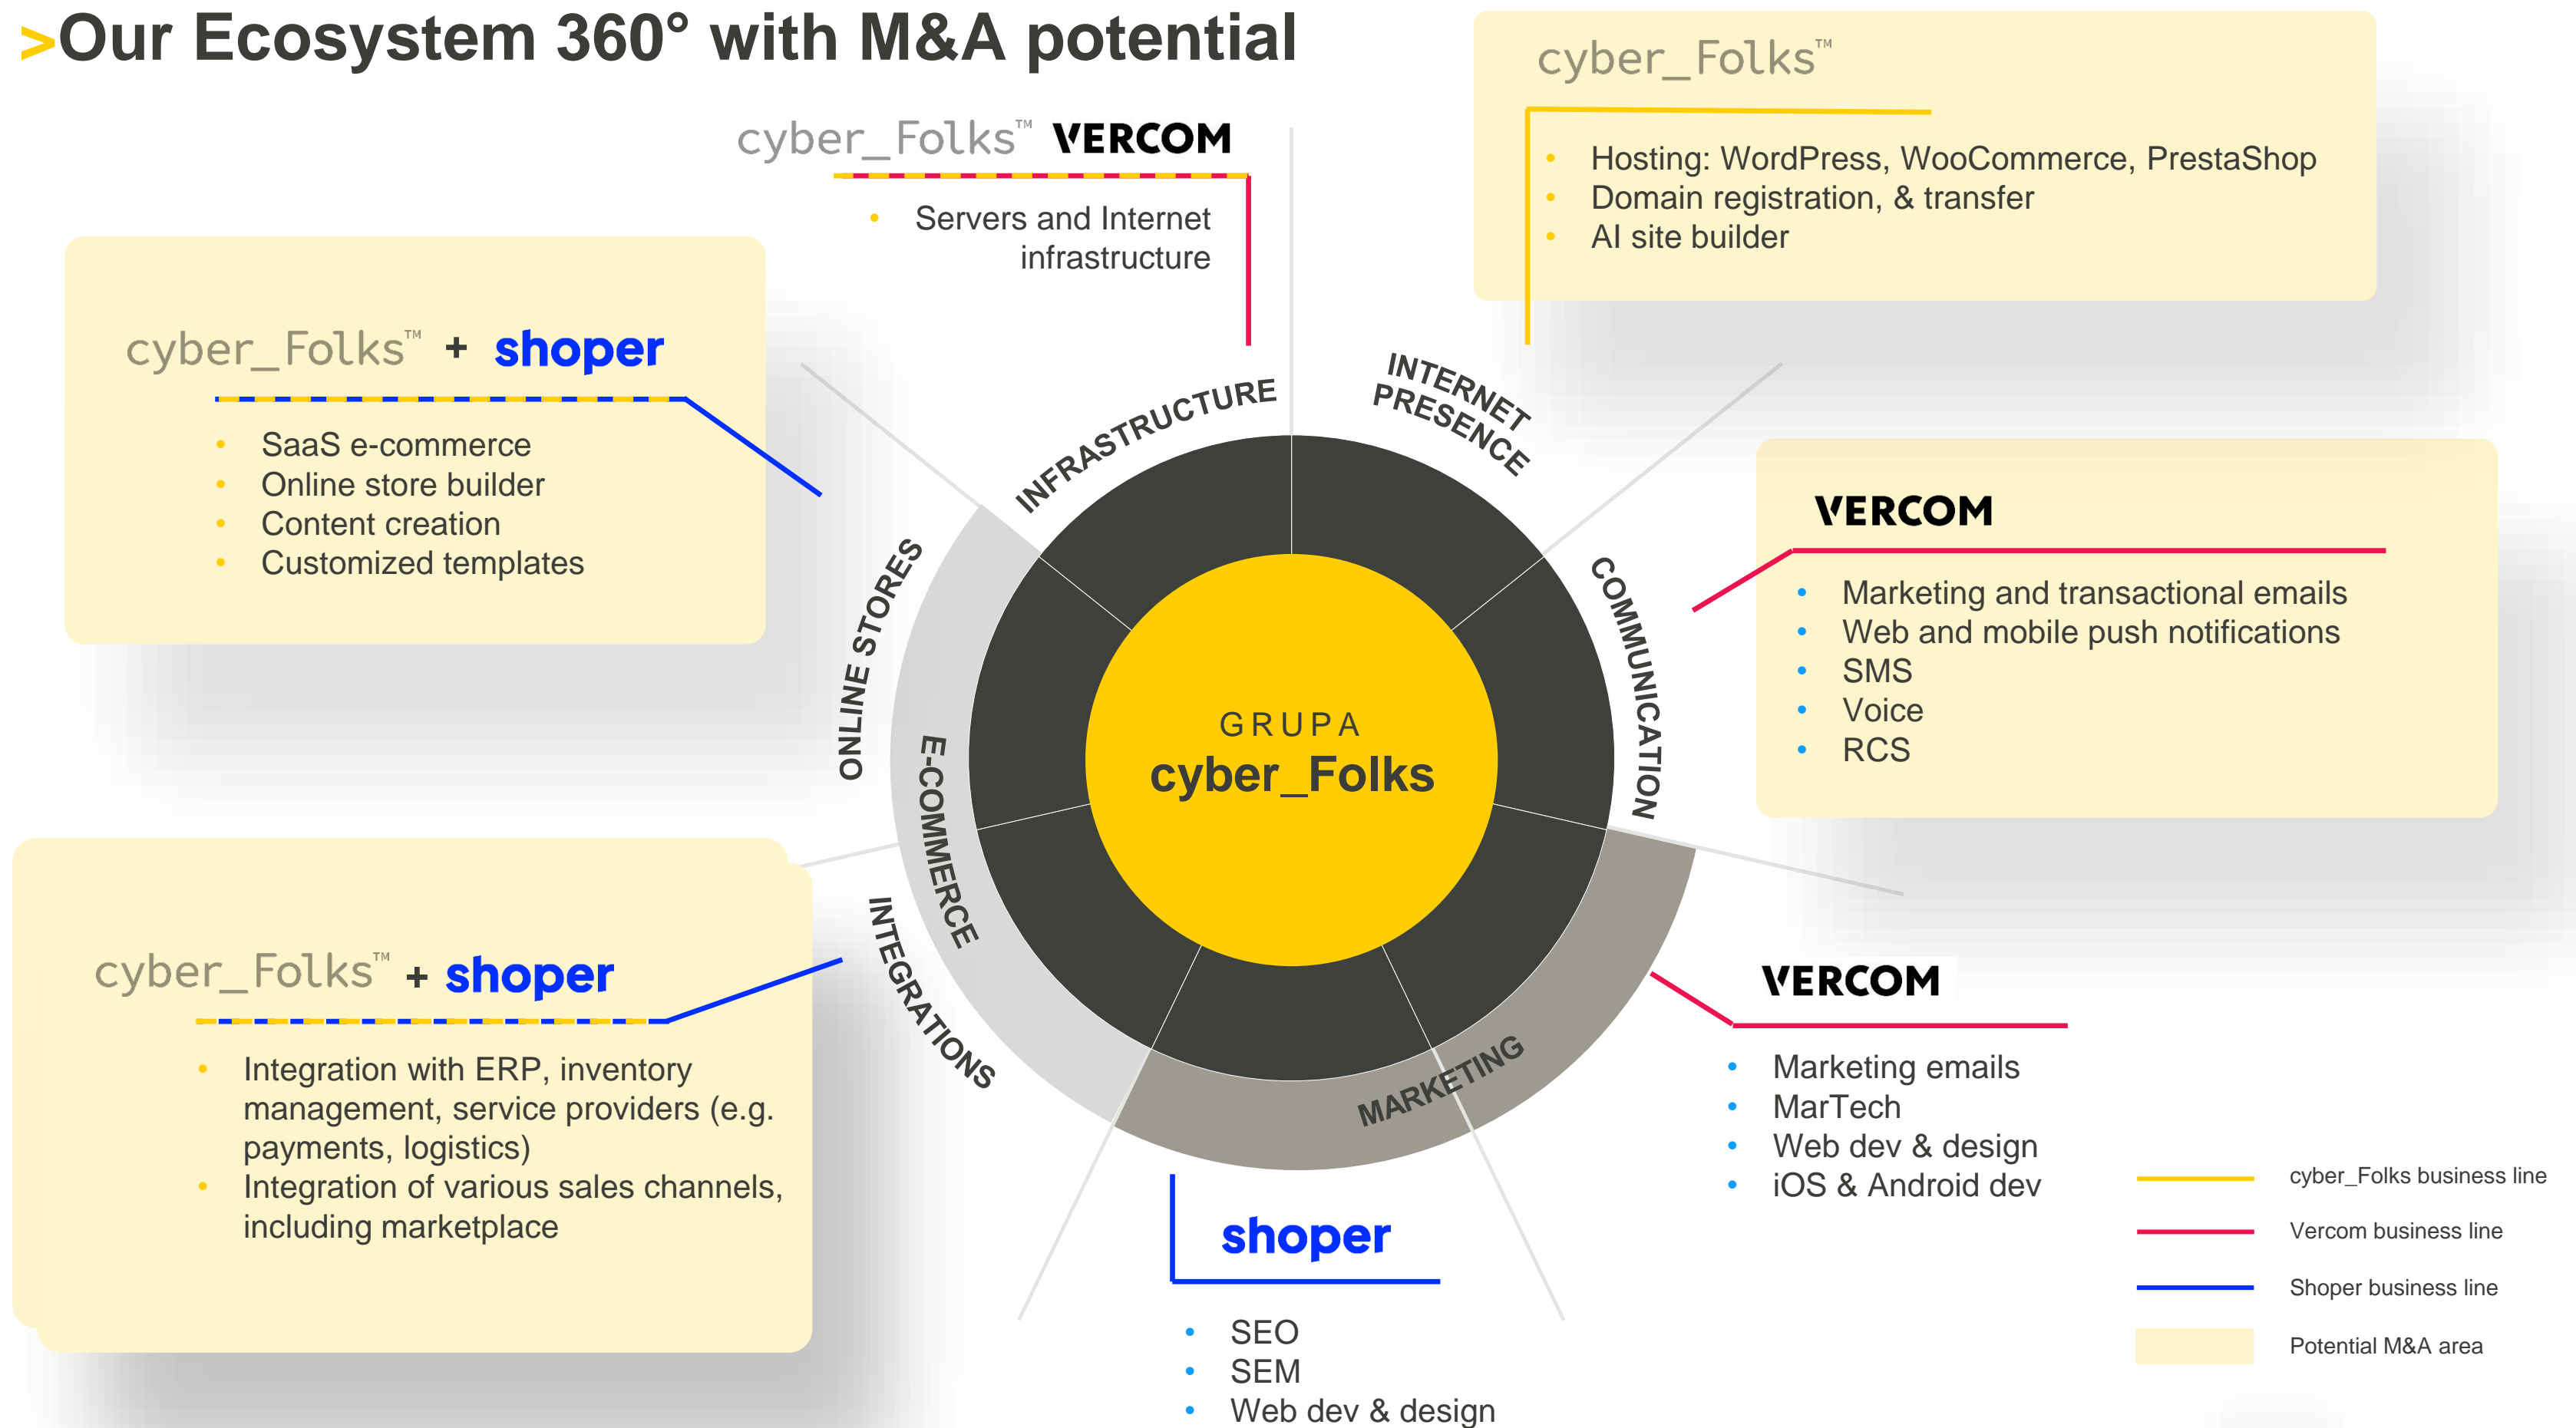 >Our Ecosystem 360° with M&A potential
cyber_Folks™ VERCOM
• Servers and Internet
infrastructure
cyber_Folks™
• Hosting: WordPress, WooCommerce, PrestaShop
• Domain registration, & transfer
• AI site builder
cyber_Folks™ + shoper
• SaaS e-commerce
• Online store builder
• Content creation
• Customized templates
VERCOM
• Marketing and transactional emails
• Web and mobile push notifications
• SMS
• Voice
• RCS
INFRASTRUCTURE
INTERNET
PRESENCE
COMMUNICATION
ONLINE STORES
E-COMMERCE
INTEGRATIONS
MARKETING
GRUPA
cyber_Folks
cyber_Folks™ + shoper
• Integration with ERP, inventory
management, service providers (e.g.
payments, logistics)
• Integration of various sales channels,
including marketplace
VERCOM
• Marketing emails
• MarTech
• Web dev & design
• iOS & Android dev
shoper
• SEO
• SEM
• Web dev & design
cyber_Folks business line
Vercom business line
Shoper business line
Potential M&A area